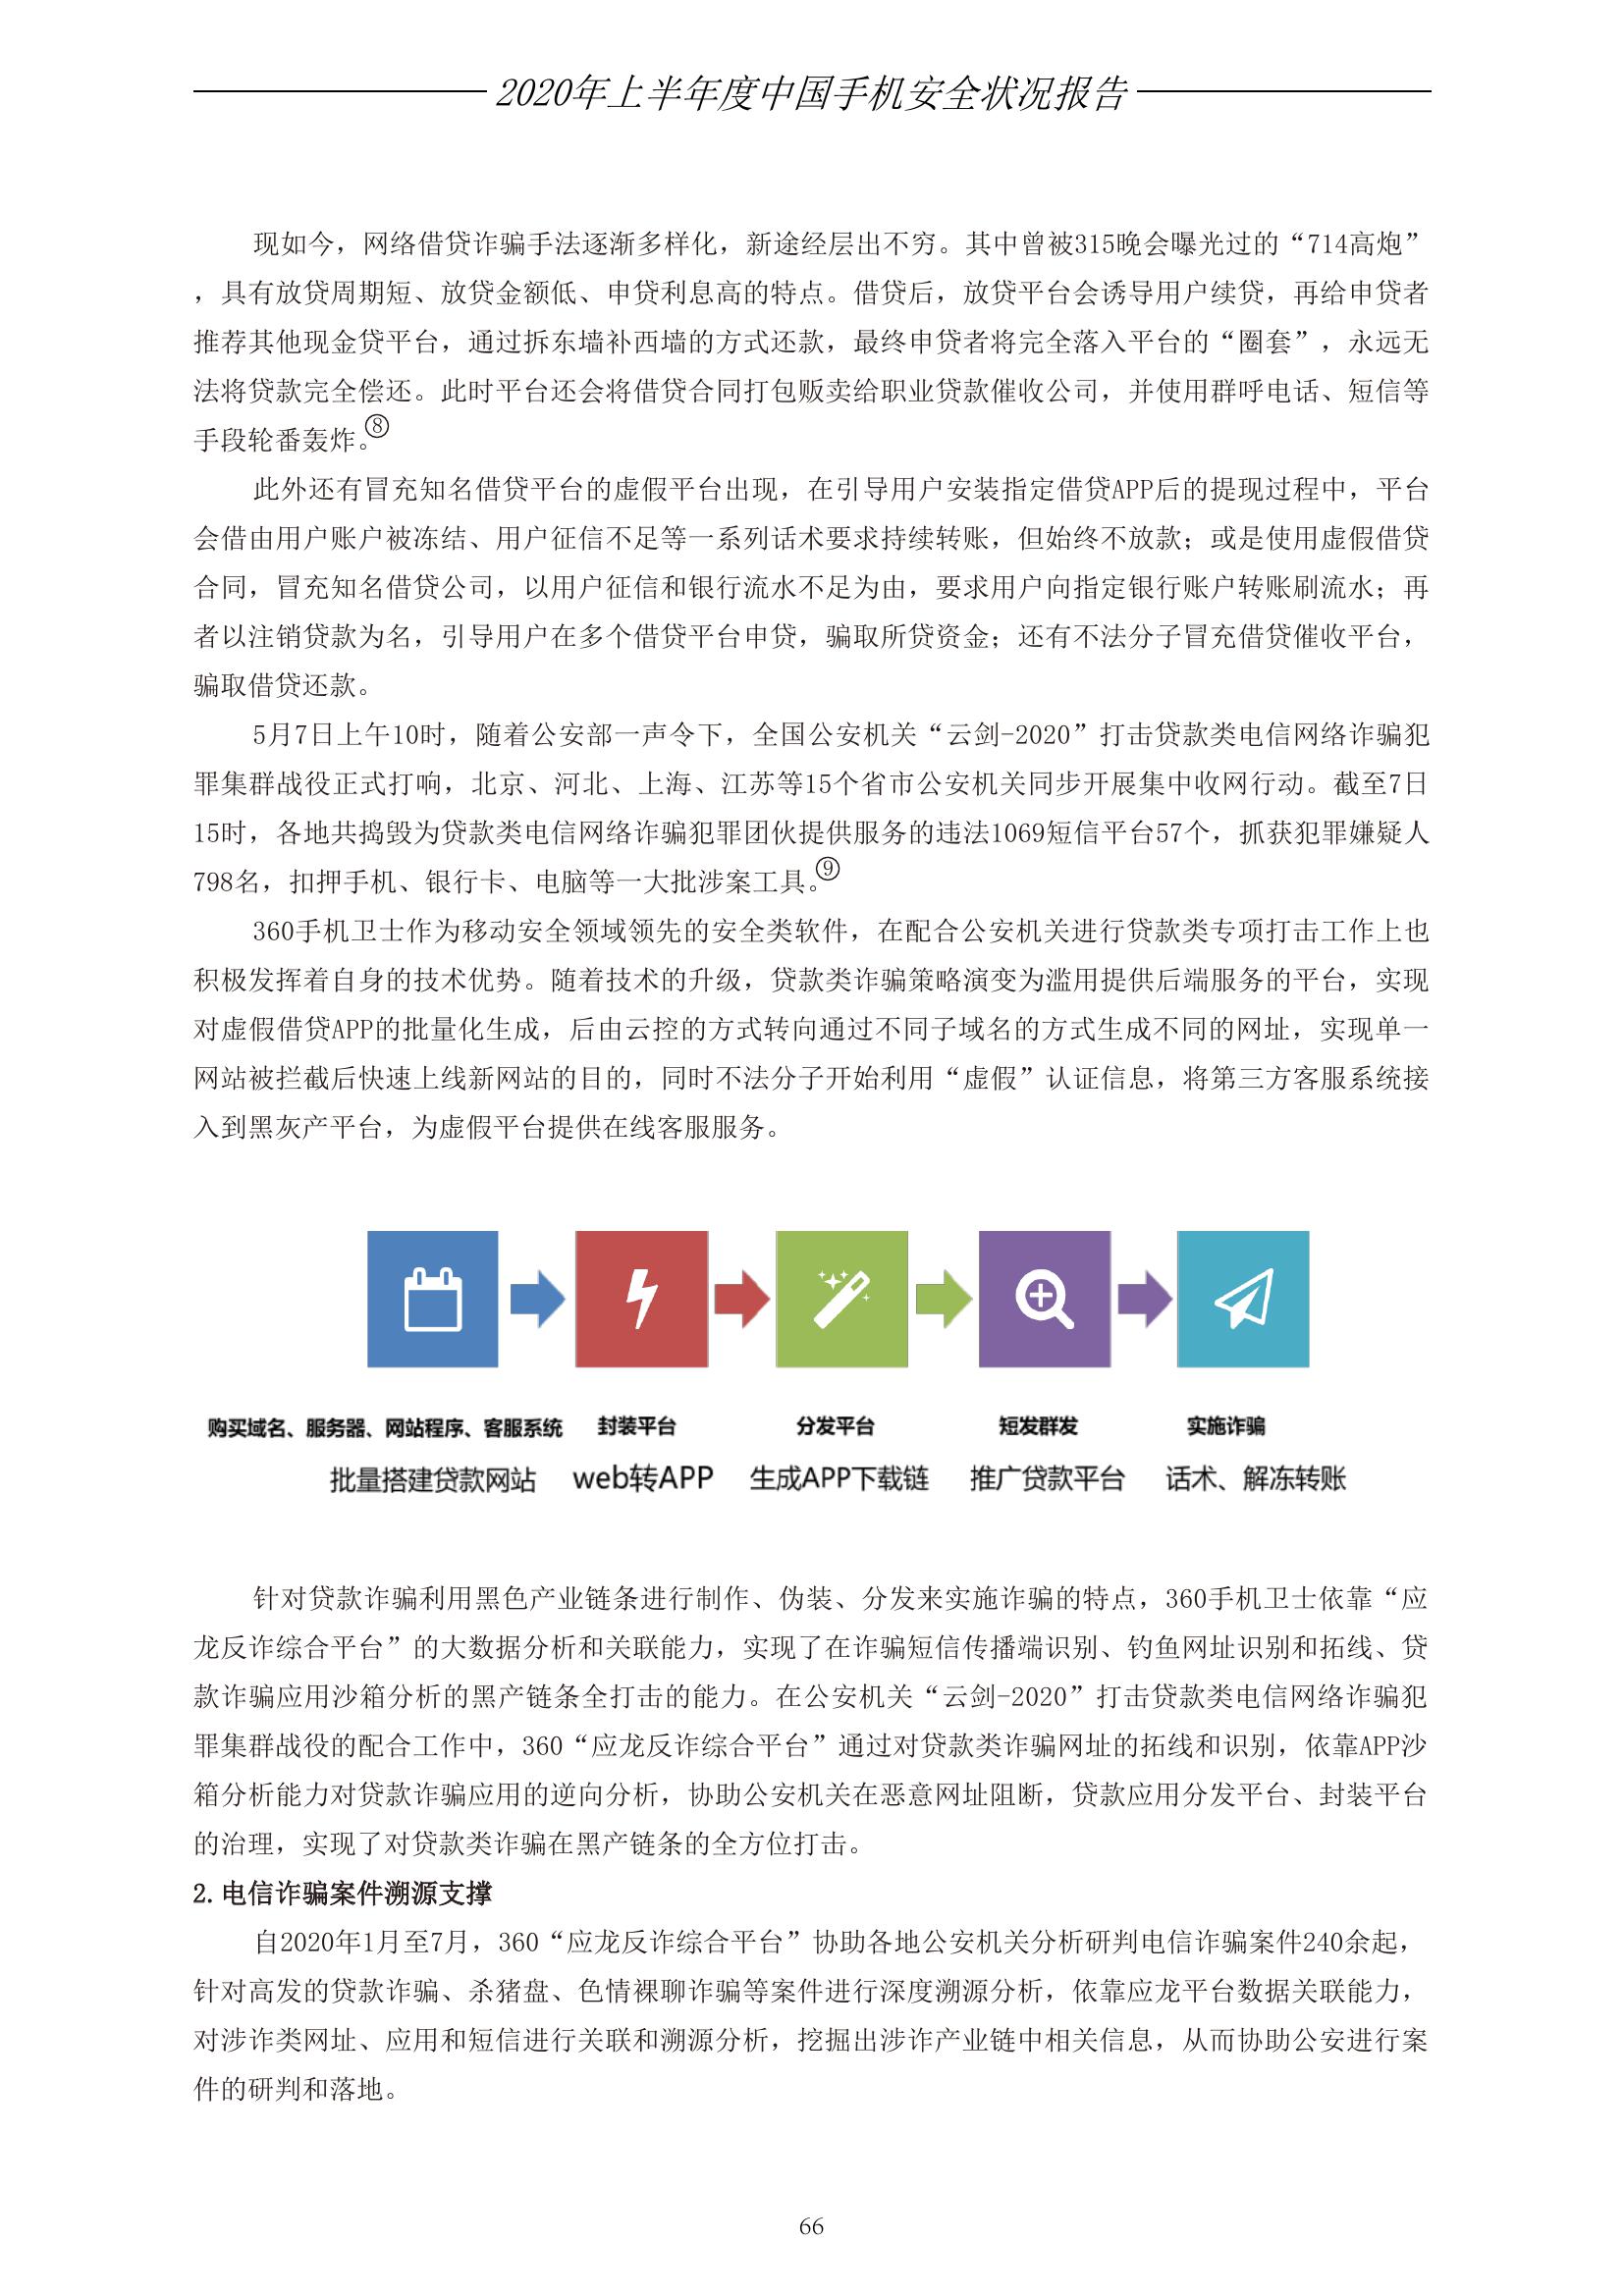 2020年上半年度中国手机安全状况报告
现如今，网络借贷诈骗手法逐渐多样化，新途经层出不穷。其中曾被315晚会曝光过的“714高炮”
，具有放贷周期短、放贷金额低、申贷利息高的特点。借贷后，放贷平台会诱导用户续贷，再给申贷者
推荐其他现金贷平台，通过拆东墙补西墙的方式还款，最终申贷者将完全落入平台的“圈套”，永远无
法将贷款完全偿还。此时平台还会将借贷合同打包贩卖给职业贷款催收公司，并使用群呼电话、短信等
手段轮番轰炸。⑧
此外还有冒充知名借贷平台的虚假平台出现，在引导用户安装指定借贷APP后的提现过程中，平台
会借由用户账户被冻结、用户征信不足等一系列话术要求持续转账，但始终不放款；或是使用虚假借贷
合同，冒充知名借贷公司，以用户征信和银行流水不足为由，要求用户向指定银行账户转账刷流水；再
者以注销贷款为名，引导用户在多个借贷平台申贷，骗取所贷资金；还有不法分子冒充借贷催收平台，
骗取借贷还款。
5月7日上午10时，随着公安部一声令下，全国公安机关“云剑-2020”打击贷款类电信网络诈骗犯
罪集群战役正式打响，北京、河北、上海、江苏等15个省市公安机关同步开展集中收网行动。截至7日
15时，各地共捣毁为贷款类电信网络诈骗犯罪团伙提供服务的违法1069短信平台57个，抓获犯罪嫌疑人
798名，扣押手机、银行卡、电脑等一大批涉案工具。⑨
360手机卫士作为移动安全领域领先的安全类软件，在配合公安机关进行贷款类专项打击工作上也
积极发挥着自身的技术优势。随着技术的升级，贷款类诈骗策略演变为滥用提供后端服务的平台，实现
对虚假借贷APP的批量化生成，后由云控的方式转向通过不同子域名的方式生成不同的网址，实现单一
网站被拦截后快速上线新网站的目的，同时不法分子开始利用“虚假”认证信息，将第三方客服系统接
入到黑灰产平台，为虚假平台提供在线客服服务。
购买域名、服务器、网站程序、客服系统 封装平台 分发平台 短发群发 实施诈骗
批量搭建贷款网站 web转APP 生成APP下载链 推广贷款平台 话术、解冻转账
针对贷款诈骗利用黑色产业链条进行制作、伪装、分发来实施诈骗的特点，360手机卫士依靠“应
龙反诈综合平台”的大数据分析和关联能力，实现了在诈骗短信传播端识别、钓鱼网址识别和拓线、贷
款诈骗应用沙箱分析的黑产链条全打击的能力。在公安机关“云剑-2020”打击贷款类电信网络诈骗犯
罪集群战役的配合工作中，360“应龙反诈综合平台”通过对贷款类诈骗网址的拓线和识别，依靠APP沙
箱分析能力对贷款诈骗应用的逆向分析，协助公安机关在恶意网址阻断，贷款应用分发平台、封装平台
的治理，实现了对贷款类诈骗在黑产链条的全方位打击。
2.电信诈骗案件溯源支撑
自2020年1月至7月，360“应龙反诈综合平台”协助各地公安机关分析研判电信诈骗案件240余起，
针对高发的贷款诈骗、杀猪盘、色情裸聊诈骗等案件进行深度溯源分析，依靠应龙平台数据关联能力，
对涉诈类网址、应用和短信进行关联和溯源分析，挖掘出涉诈产业链中相关信息，从而协助公安进行案
件的研判和落地。
66